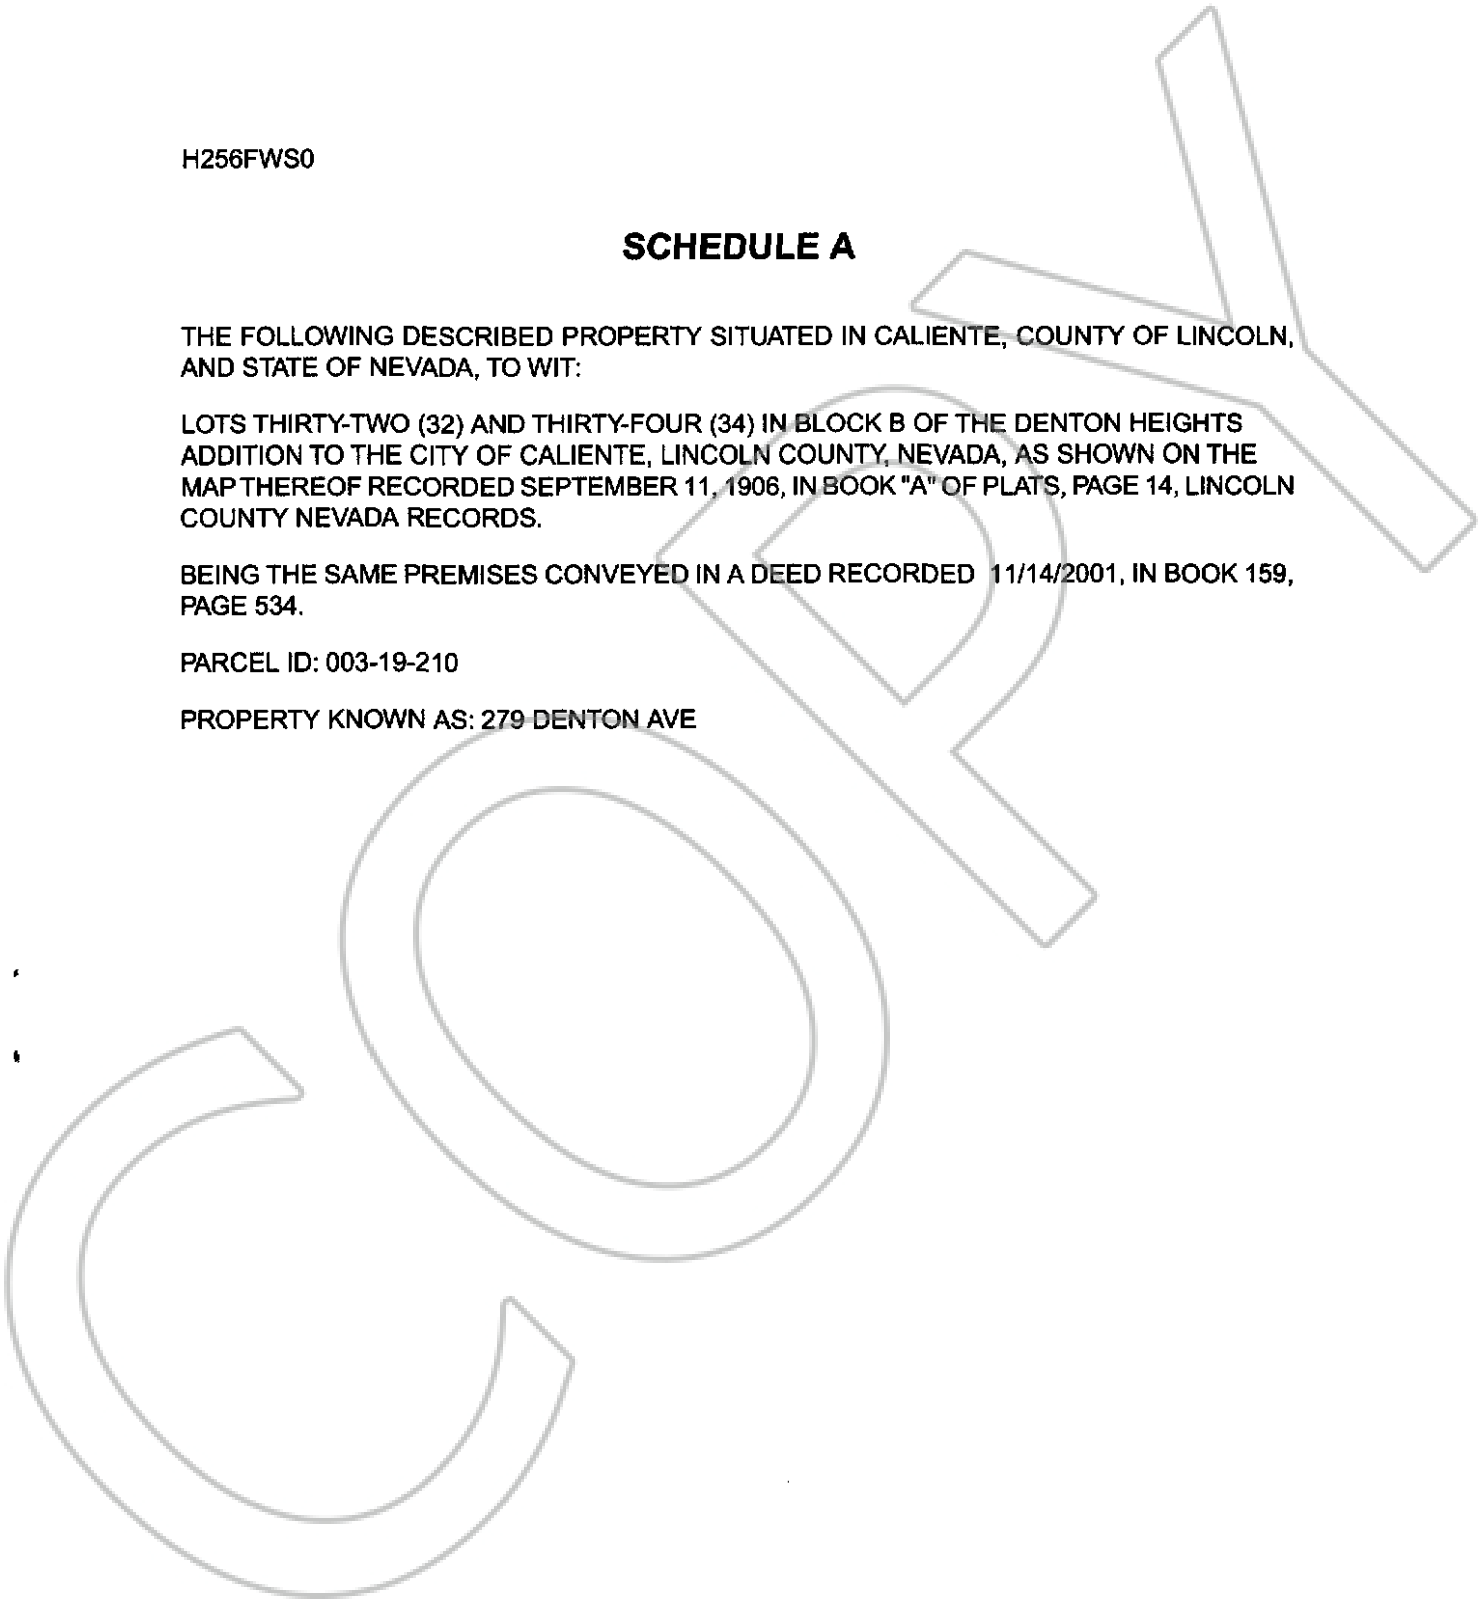 H256FWS0
SCHEDULE A
THE FOLLOWING DESCRIBED PROPERTY SITUATED IN CALIENTE, COUNTY OF LINCOLN,
AND STATE OF NEVADA, TO WIT:
LOTS THIRTY-TWO (32) AND THIRTY-FOUR (34) IN BLOCK B OF THE DENTON HEIGHTS
ADDITION TO THE CITY OF CALIENTE, LINCOLN COUNTY, NEVADA, AS SHOWN ON THE
MAP THEREOF RECORDED SEPTEMBER 11, 1906, IN BOOK "A" OF PLATS, PAGE 14, LINCOLN
COUNTY NEVADA RECORDS.
BEING THE SAME PREMISES CONVEYED IN A DEED RECORDED 11/14/2001, IN BOOK 159,
PAGE 534.
PARCEL ID: 003-19-210
PROPERTY KNOWN AS: 279 DENTON AVE
COPY